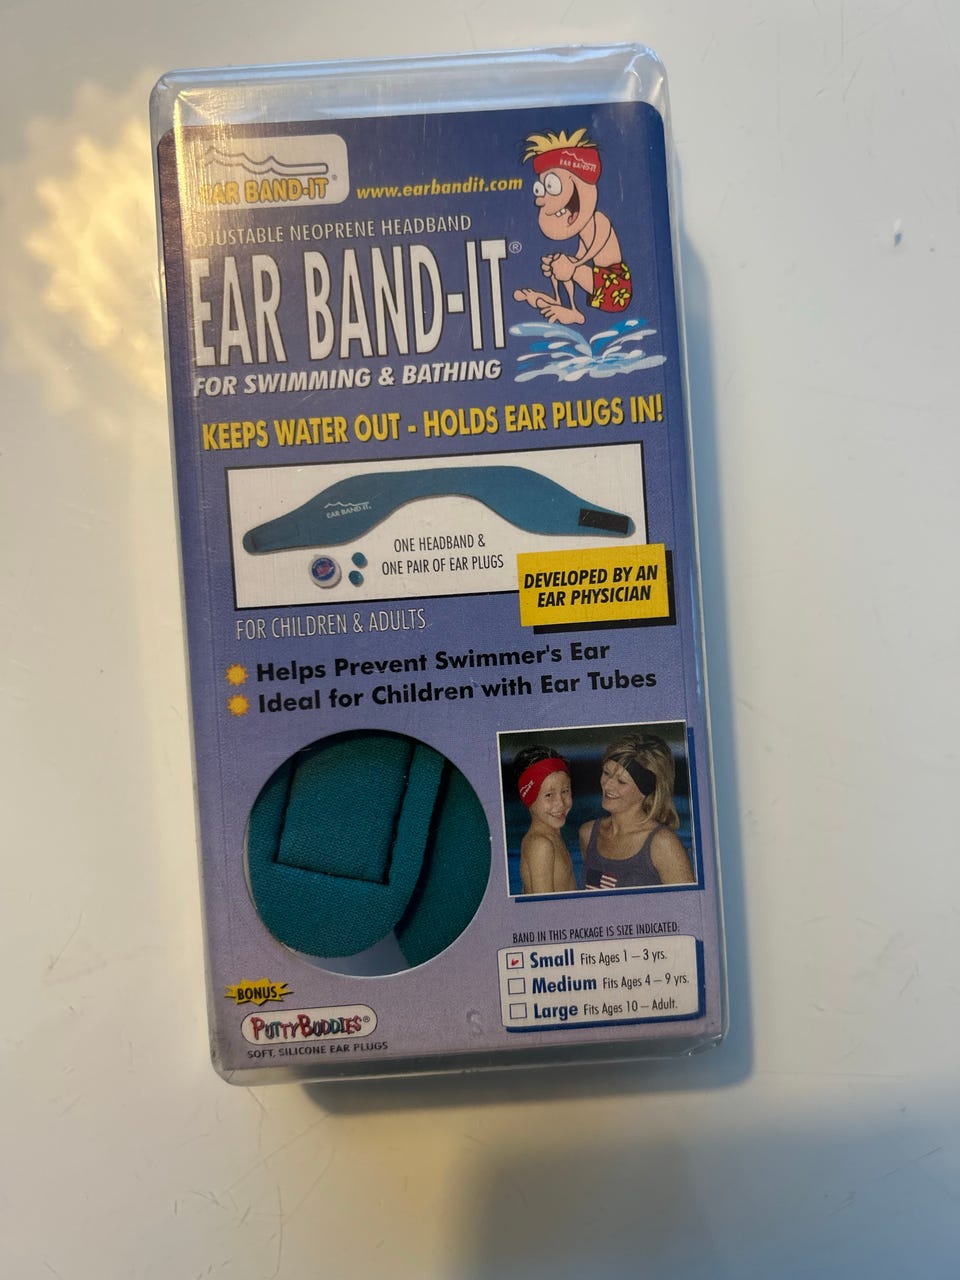 EAR BAND-IT®
www.earbandit.com
EAR BAND-IT
ADJUSTABLE NEOPRENE HEADBAND
EAR BAND-IT®
FOR SWIMMING & BATHING
KEEPS WATER OUT - HOLDS EAR PLUGS IN!
EAR BAND-IT®
ONE HEADBAND &
ONE PAIR OF EAR PLUGS
DEVELOPED BY AN
EAR PHYSICIAN
FOR CHILDREN & ADULTS
Helps Prevent Swimmer's Ear
Ideal for Children with Ear Tubes
BAND IN THIS PACKAGE IS SIZE INDICATED:
Small Fits Ages 1 – 3 yrs.
Medium Fits Ages 4 – 9 yrs.
Large Fits Ages 10 – Adult.
BONUS
PUTTYBUDDIES®
SOFT, SILICONE EAR PLUGS